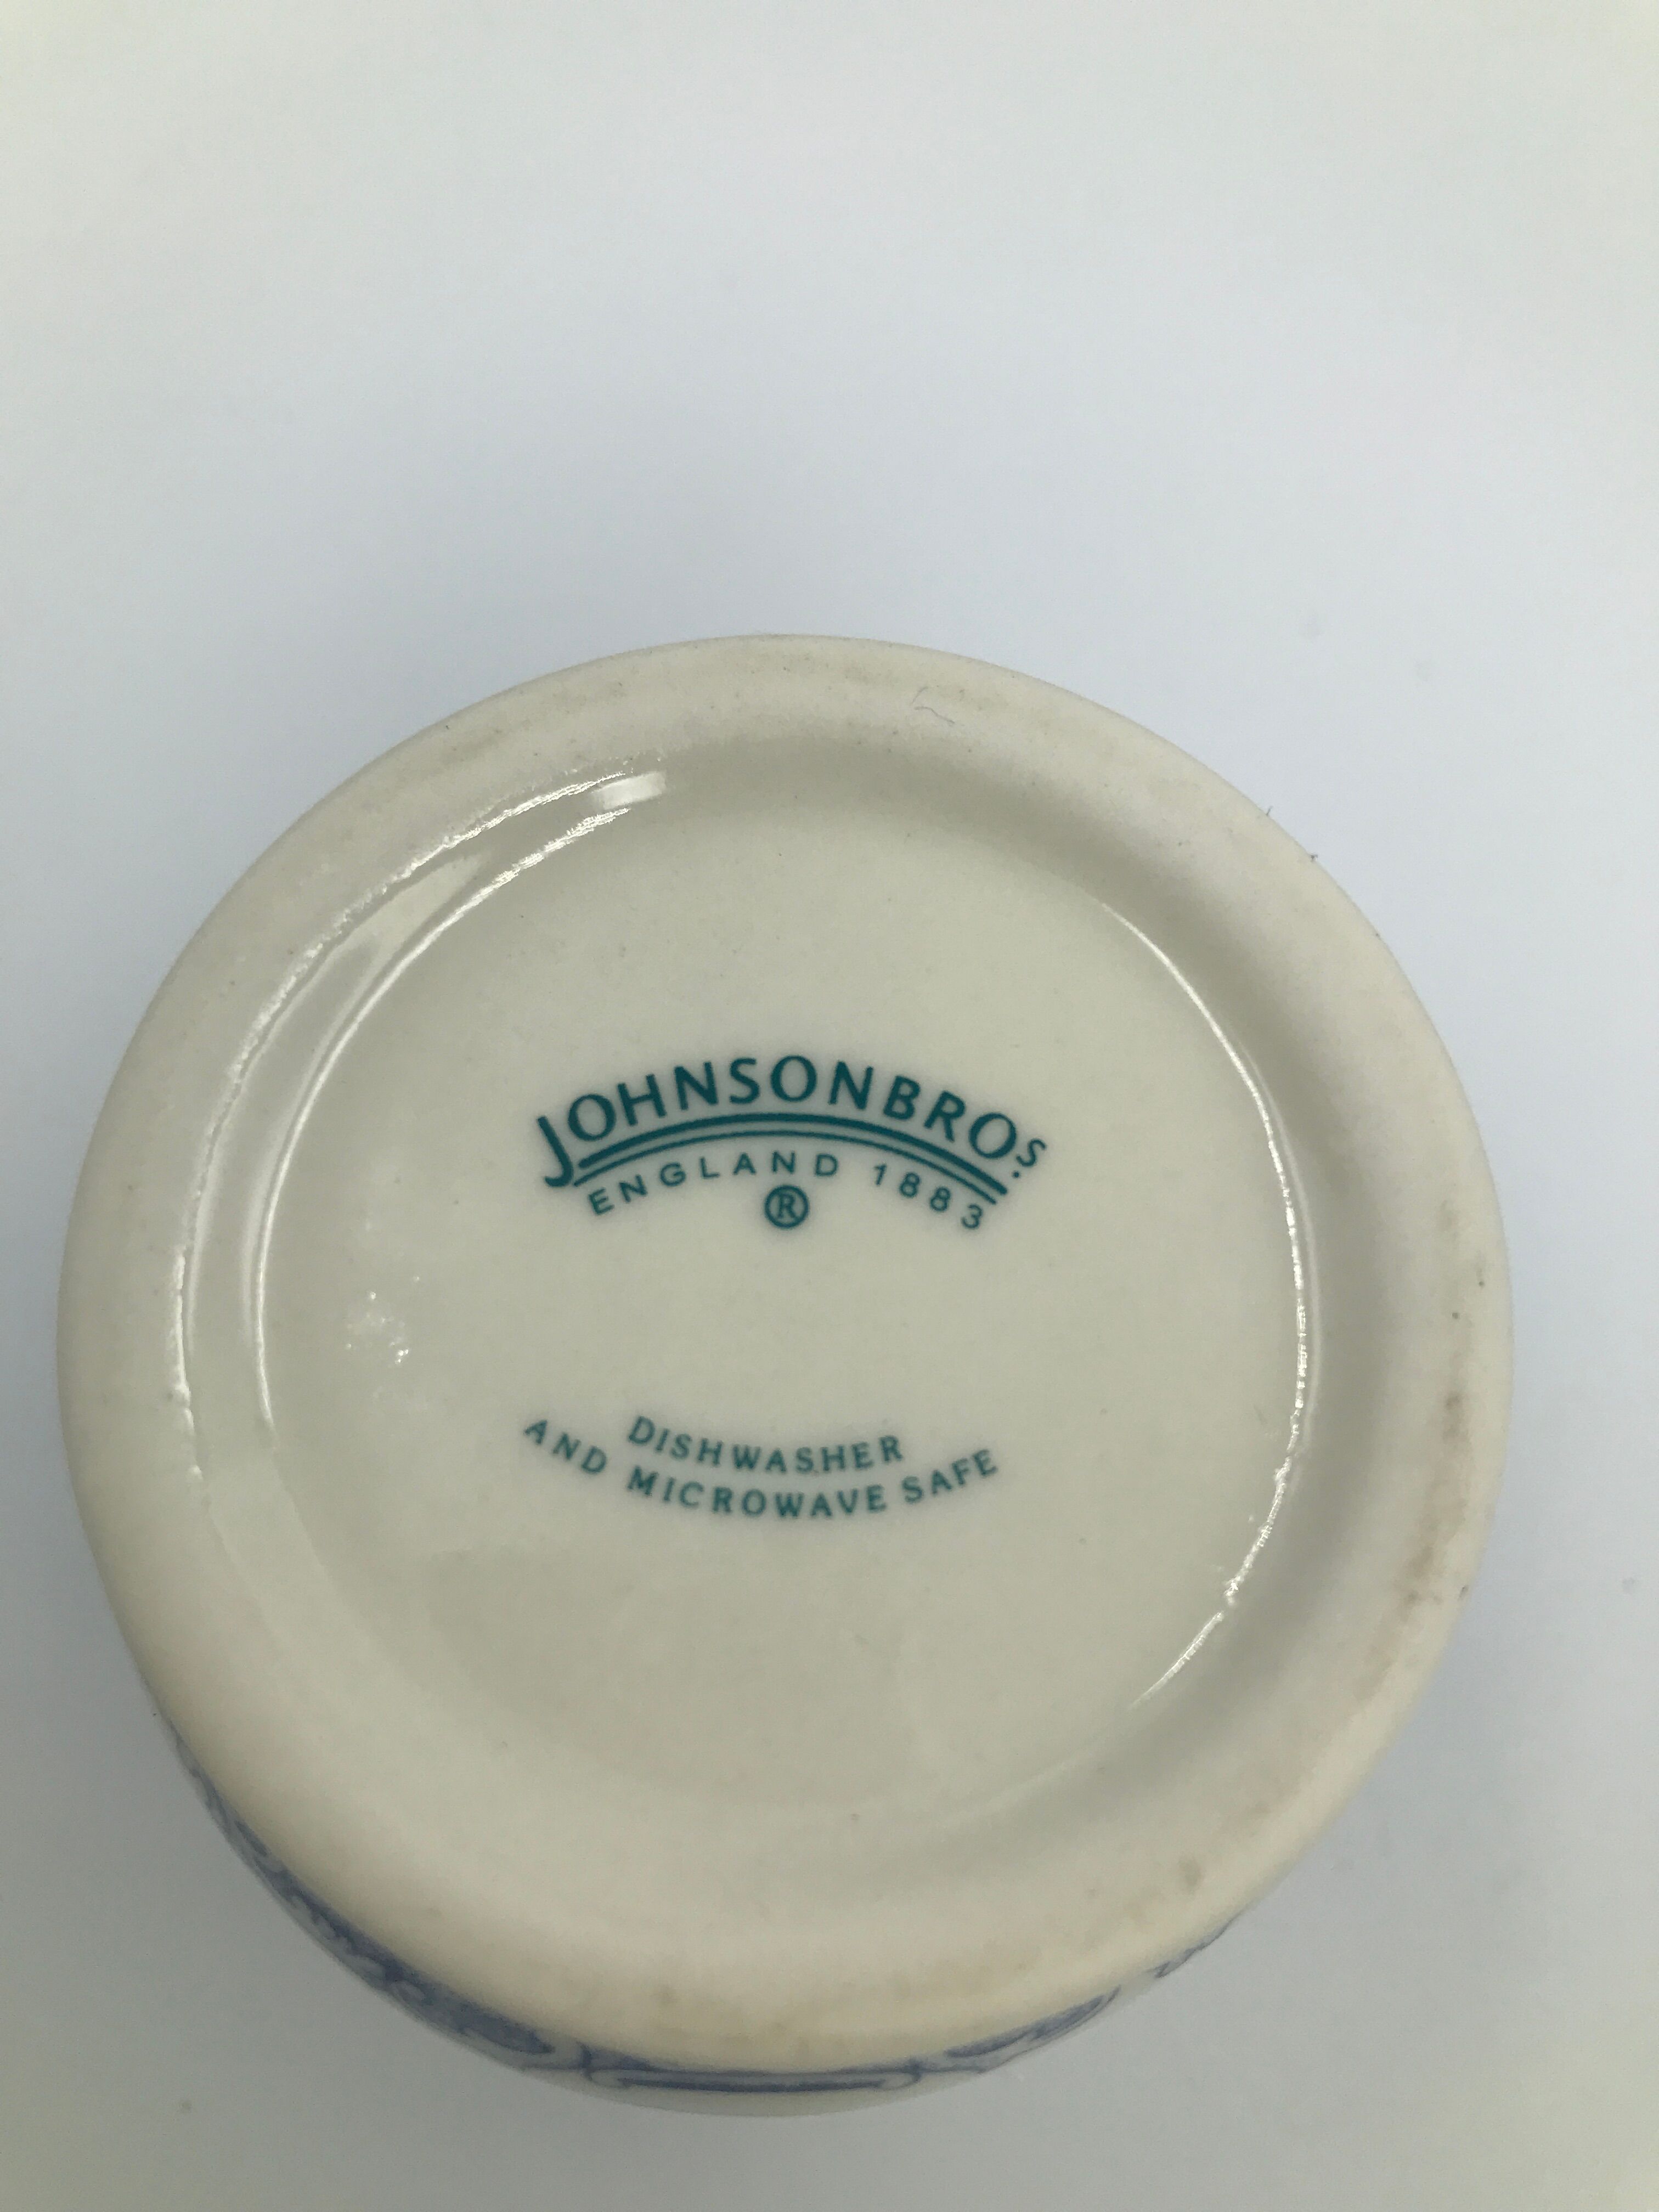 JOHNSONBROS.
ENGLAND 1883
®
DISHWASHER
AND MICROWAVE SAFE